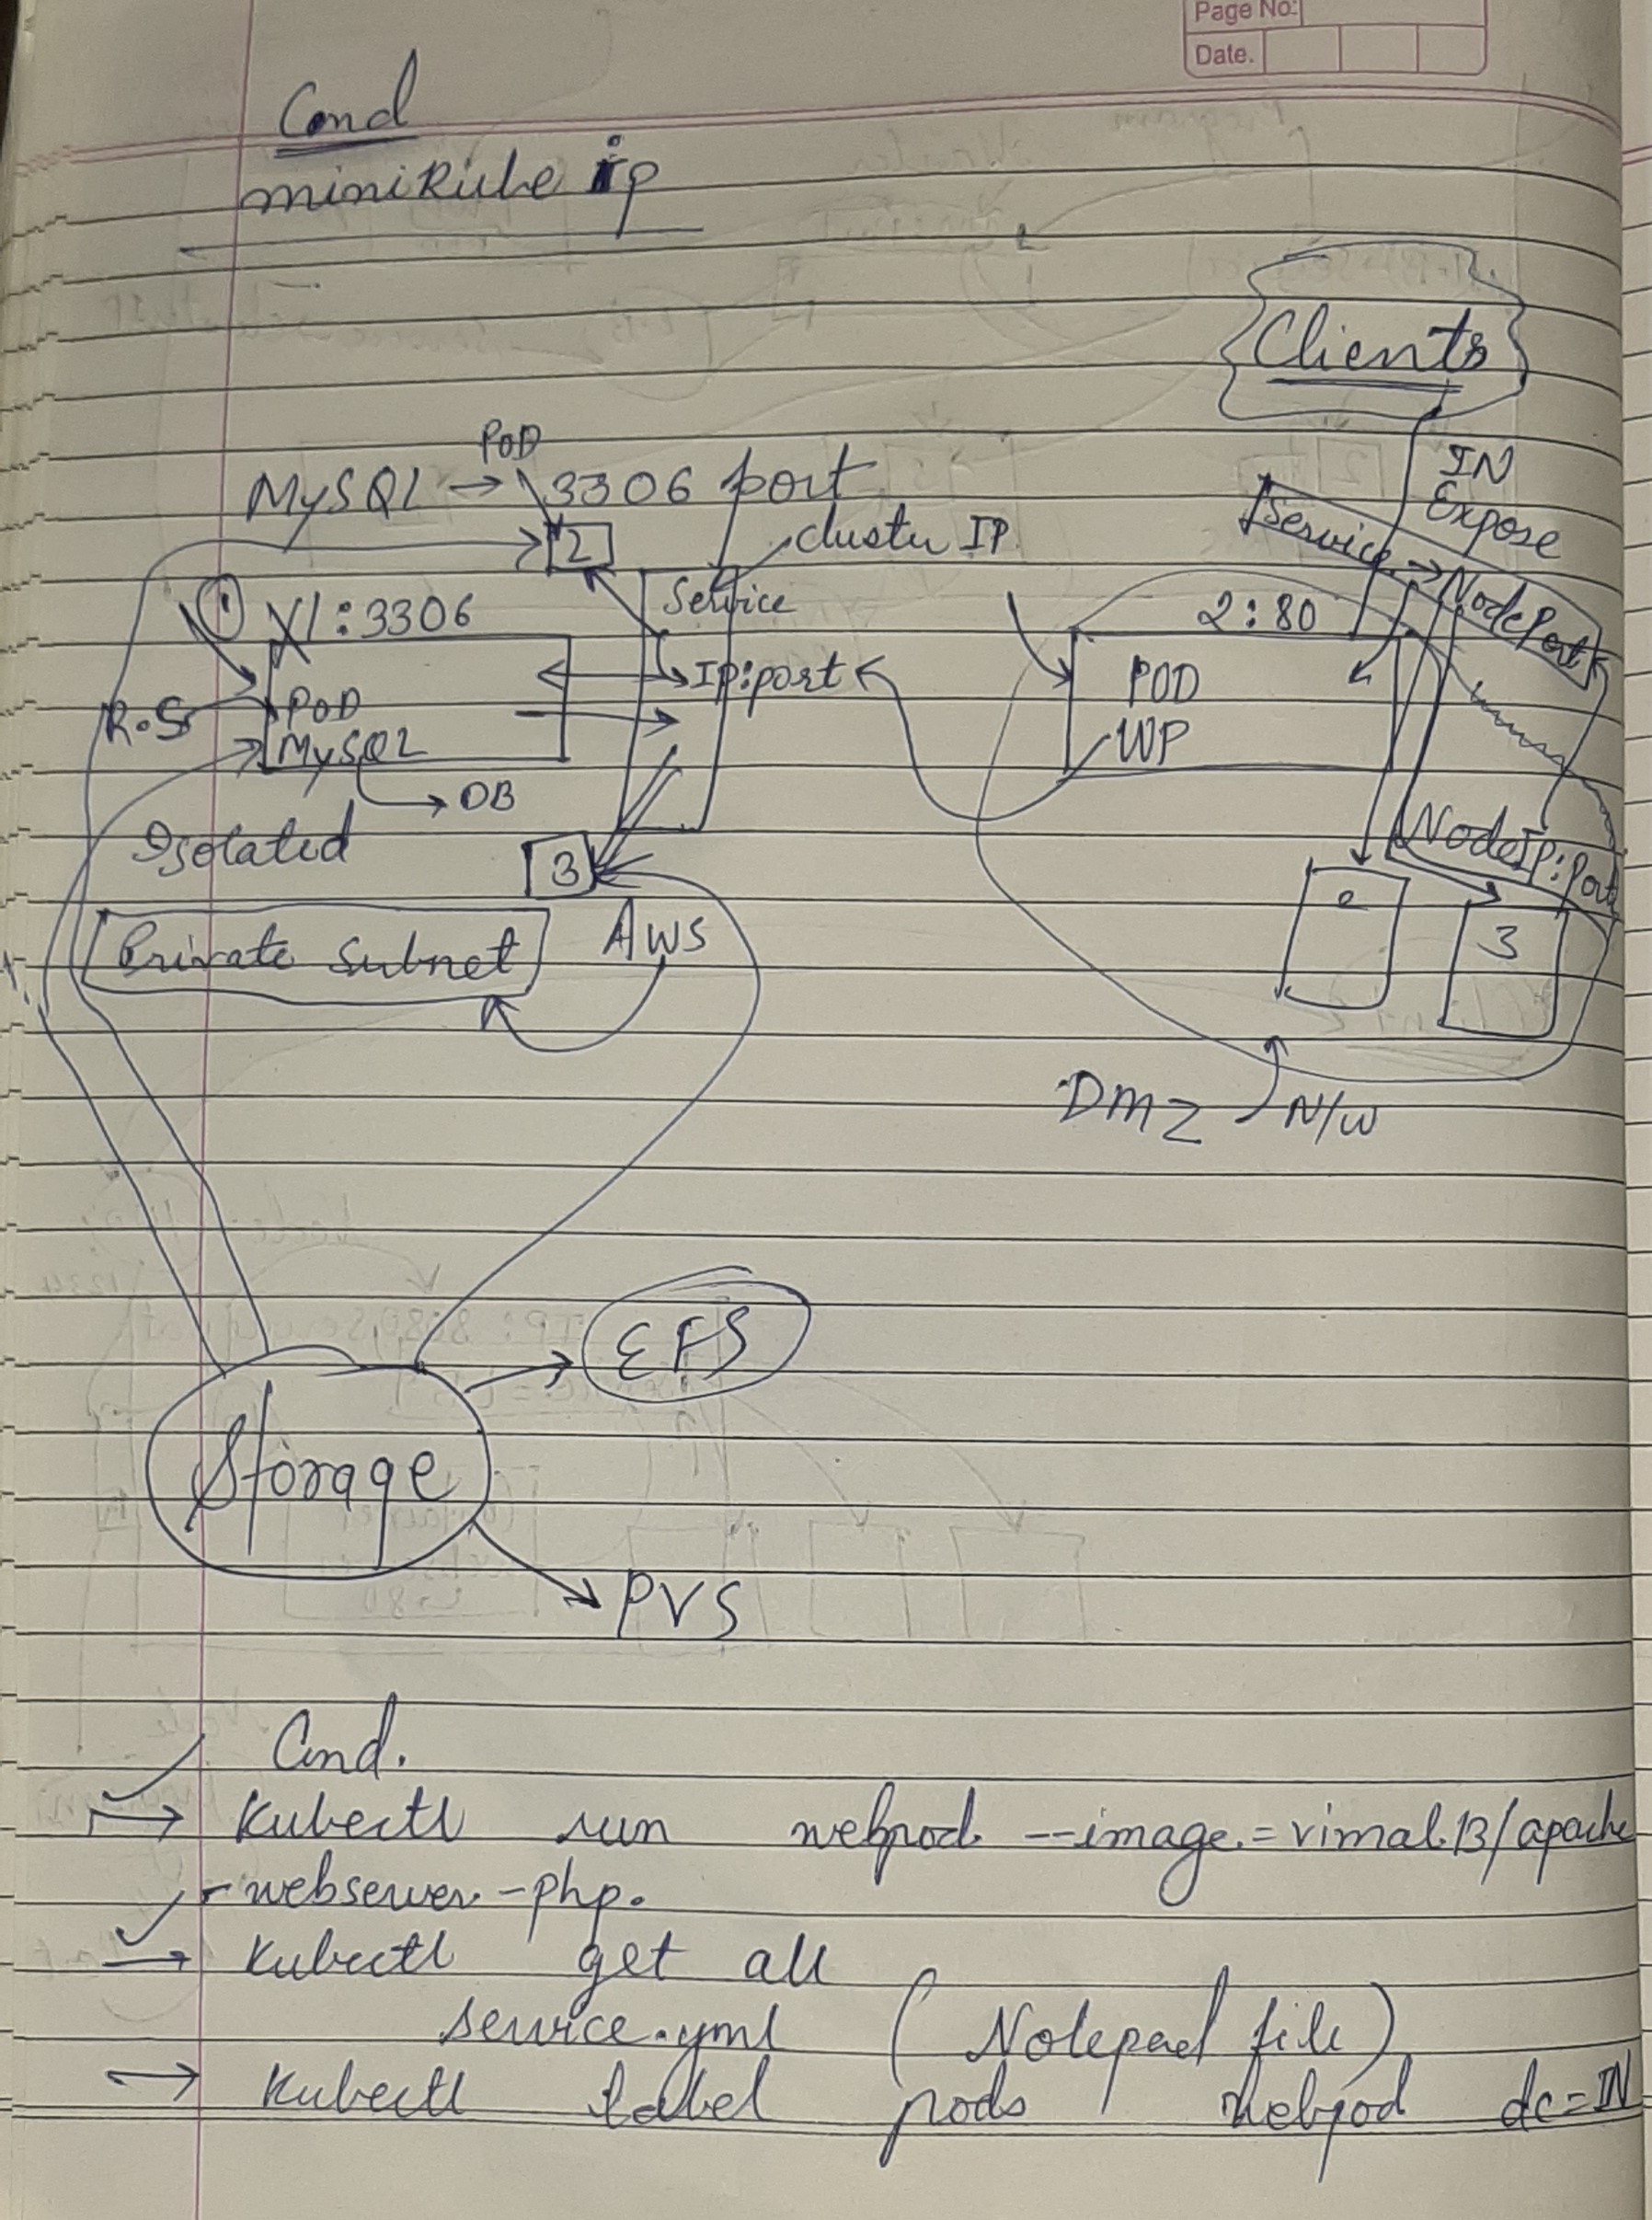 Page No:
Date.
Cmd
minikube ip
Clients
POD
MySQL → 3306 port
IN
Expose
Service → NodePort
2
cluster IP
① 1:3306
Service
2:80
IP:port
POD
WP
R.S
POD
MySQL
→ DB
Isolated
3
NodeIP:Port
2
3
Private Subnet
AWS
DMZ
N/W
EFS
Storage
PVS
Cmd.
→ Kubectl run webpod --image=vimal13/apache
-webserver-php.
→ Kubectl get all
service.yml (Notepad file)
→ Kubectl label pods webpod dc=IN